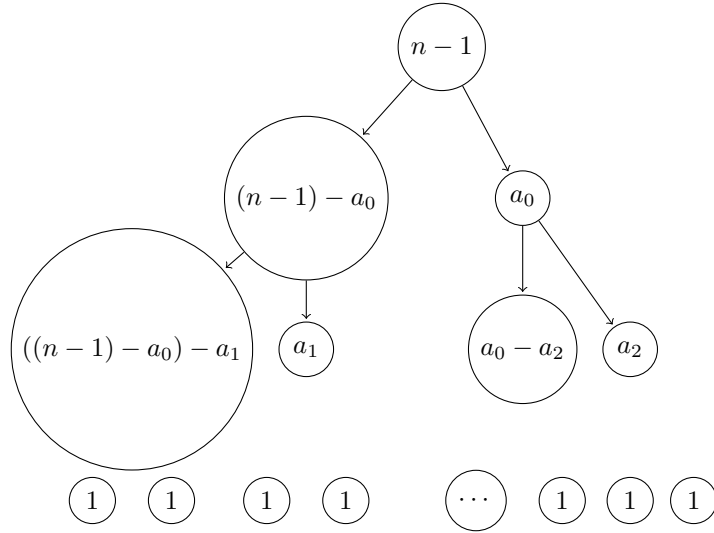 n − 1
(n − 1) − a₀ a₀
((n − 1) − a₀) − a₁ a₁ a₀ − a₂ a₂
1 1 1 1 ⋯ 1 1 1